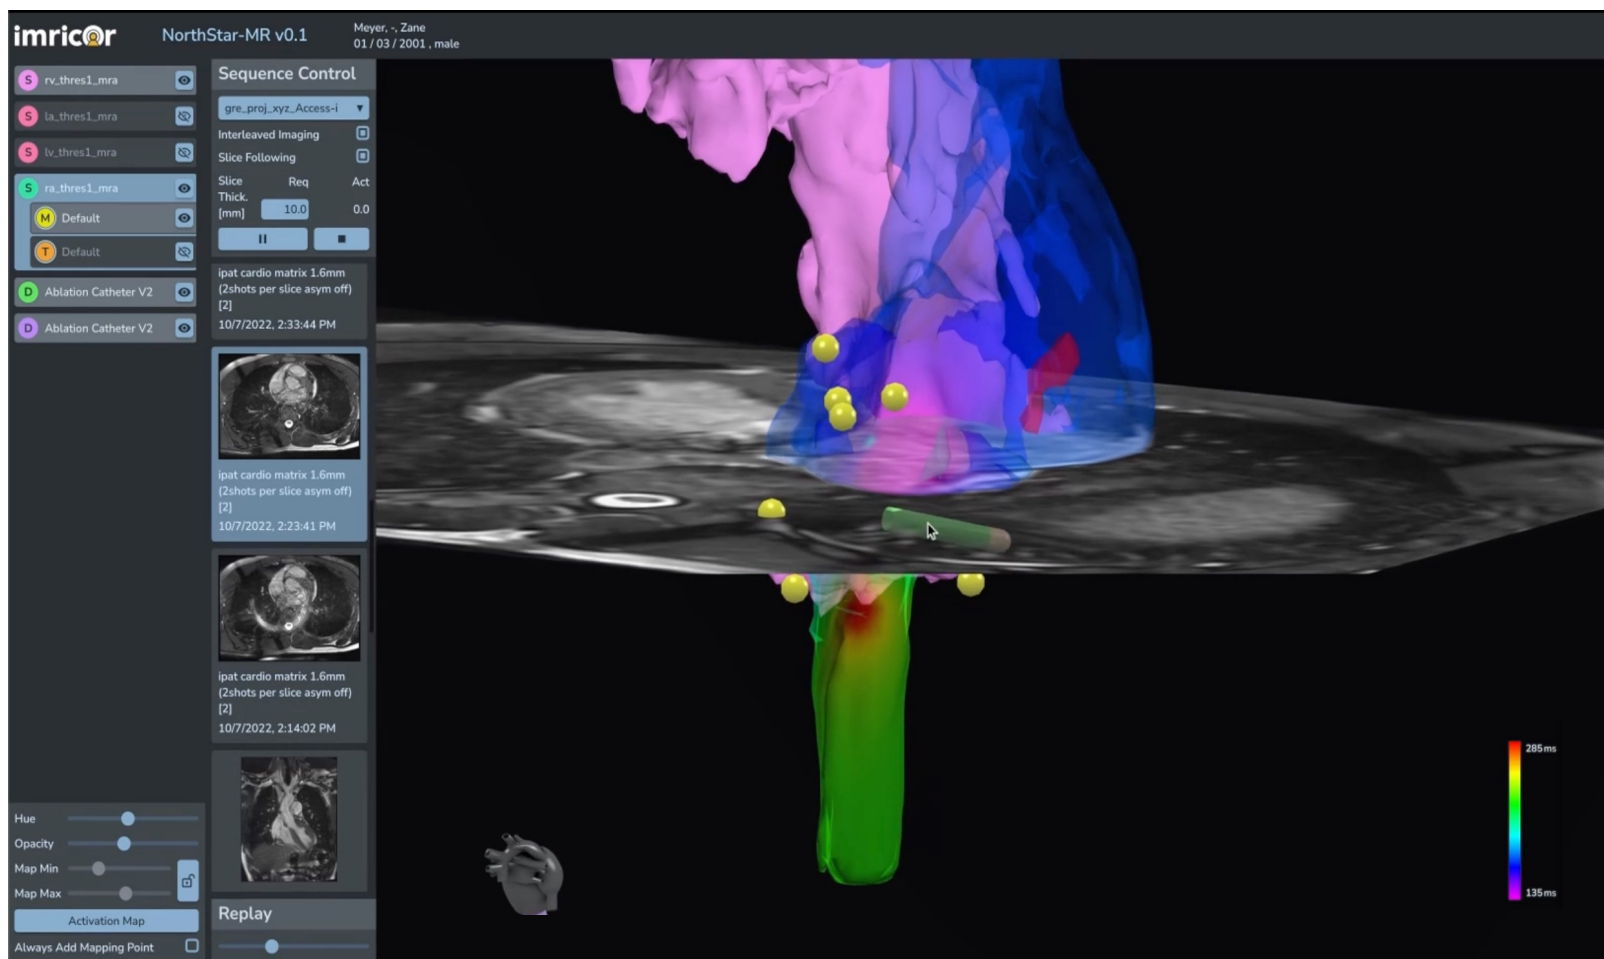 imricor
NorthStar-MR v0.1
Meyer, -, Zane
01 / 03 / 2001 , male
S rv_thres1_mra
S la_thres1_mra
S lv_thres1_mra
S ra_thres1_mra
M Default
T Default
D Ablation Catheter V2
D Ablation Catheter V2
Hue
Opacity
Map Min
Map Max
Activation Map
Always Add Mapping Point
Sequence Control
gre_proj_xyz_Access-i
Interleaved Imaging
Slice Following
Slice Req Act
Thick.
[mm] 10.0 0.0
ipat cardio matrix 1.6mm
(2shots per slice asym off)
[2]
10/7/2022, 2:33:44 PM
ipat cardio matrix 1.6mm
(2shots per slice asym off)
[2]
10/7/2022, 2:23:41 PM
ipat cardio matrix 1.6mm
(2shots per slice asym off)
[2]
10/7/2022, 2:14:02 PM
Replay
285ms
135ms